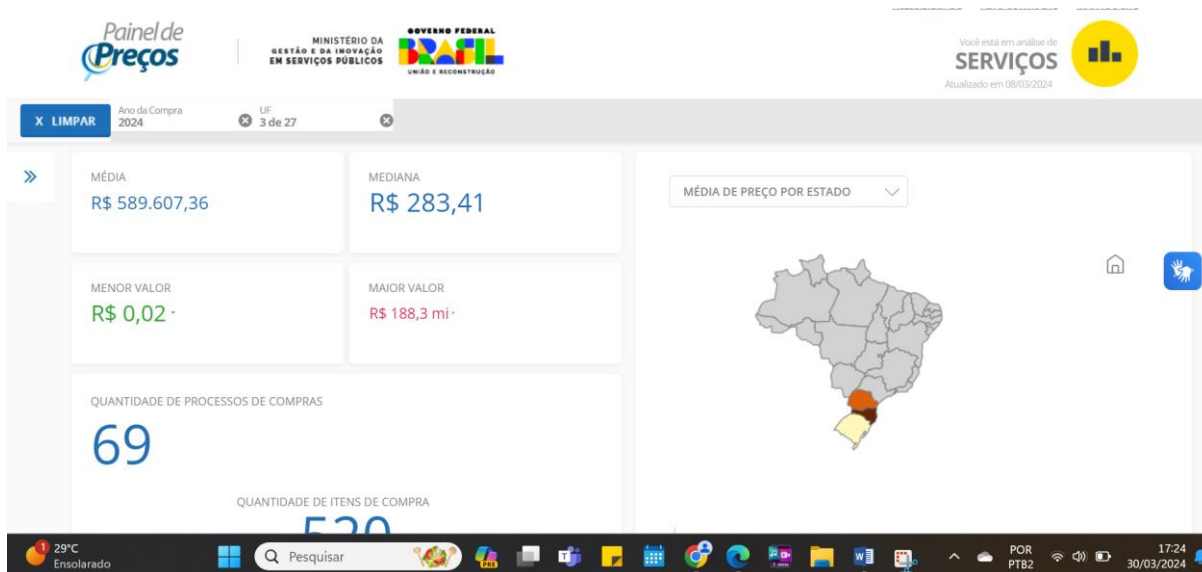 Painel de
Preços
MINISTÉRIO DA
GESTÃO E DA INOVAÇÃO
EM SERVIÇOS PÚBLICOS
GOVERNO FEDERAL
BRASIL
UNIÃO E RECONSTRUÇÃO
Você está em análise de
SERVIÇOS
Atualizado em 08/03/2024
X LIMPAR
Ano da Compra
2024
UF
3 de 27
MÉDIA
R$ 589.607,36
MEDIANA
R$ 283,41
MÉDIA DE PREÇO POR ESTADO
MENOR VALOR
R$ 0,02
MAIOR VALOR
R$ 188,3 mi
QUANTIDADE DE PROCESSOS DE COMPRAS
69
QUANTIDADE DE ITENS DE COMPRA
1
29°C
Ensolarado
Pesquisar
PRE
POR
PTB2
17:24
30/03/2024